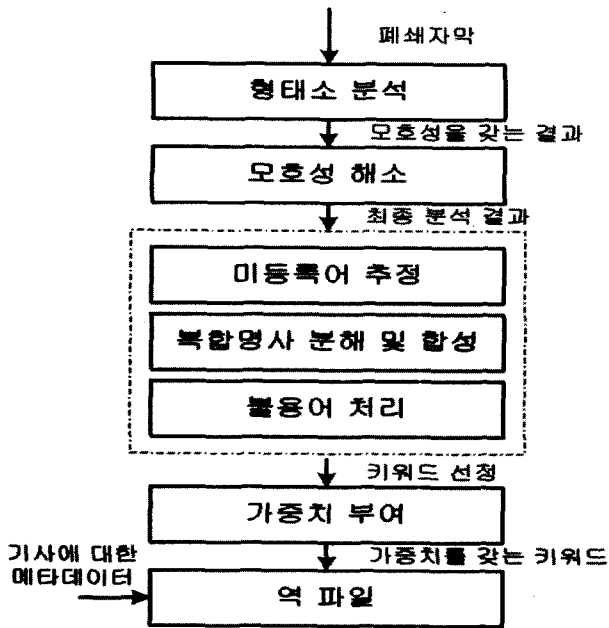 폐쇄자막
형태소 분석
모호성을 갖는 결과
모호성 해소
최종 분석 결과
미등록어 추정
복합명사 분해 및 합성
불용어 처리
키워드 선정
가중치 부여
가중치를 갖는 키워드
기사에 대한
메타데이터
역 파일